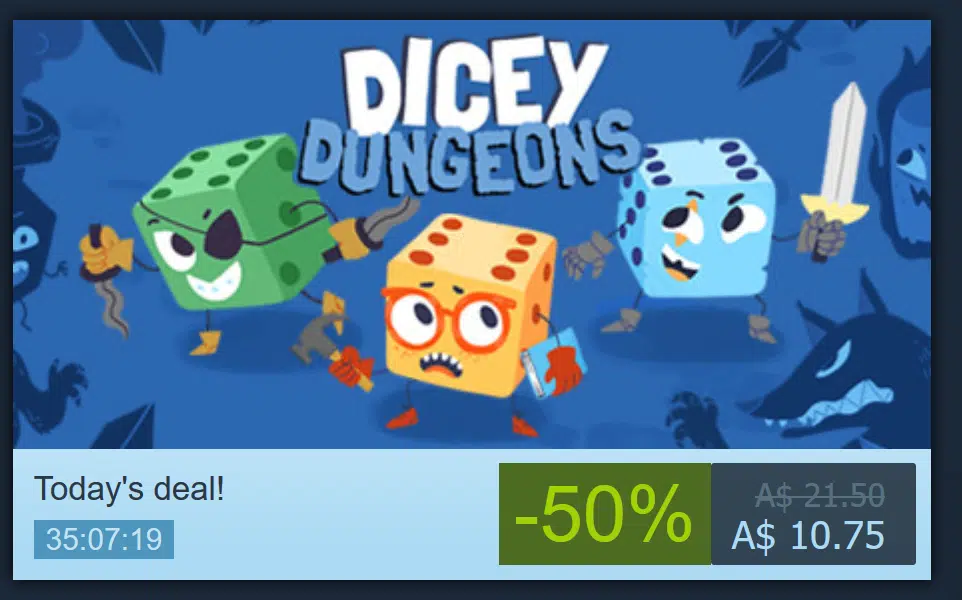 DICEY
DUNGEONS
Today's deal!
35:07:19
-50%
A$ 21.50
A$ 10.75